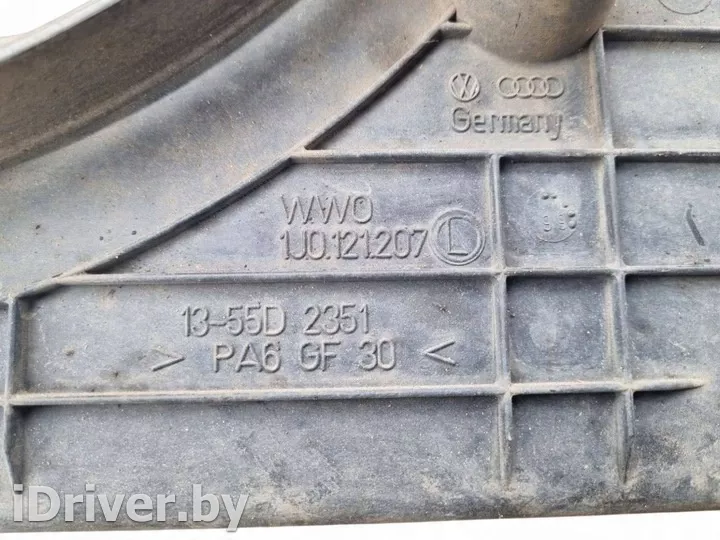 Germany
WWO
1J0.121.207 L
13-55D 2351
> PA6 GF 30 <
iDriver.by